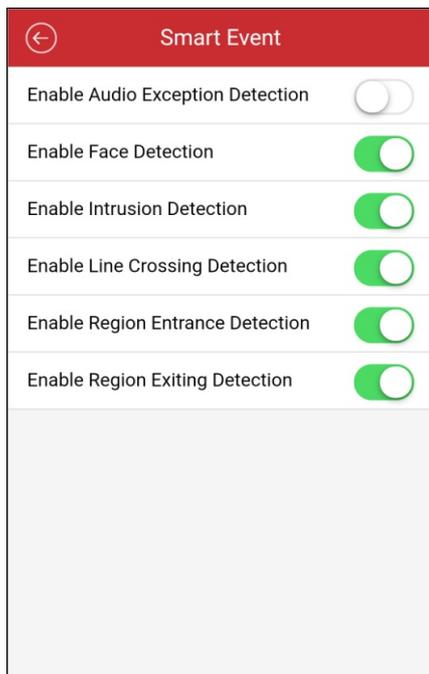 Smart Event
Enable Audio Exception Detection
Enable Face Detection
Enable Intrusion Detection
Enable Line Crossing Detection
Enable Region Entrance Detection
Enable Region Exiting Detection